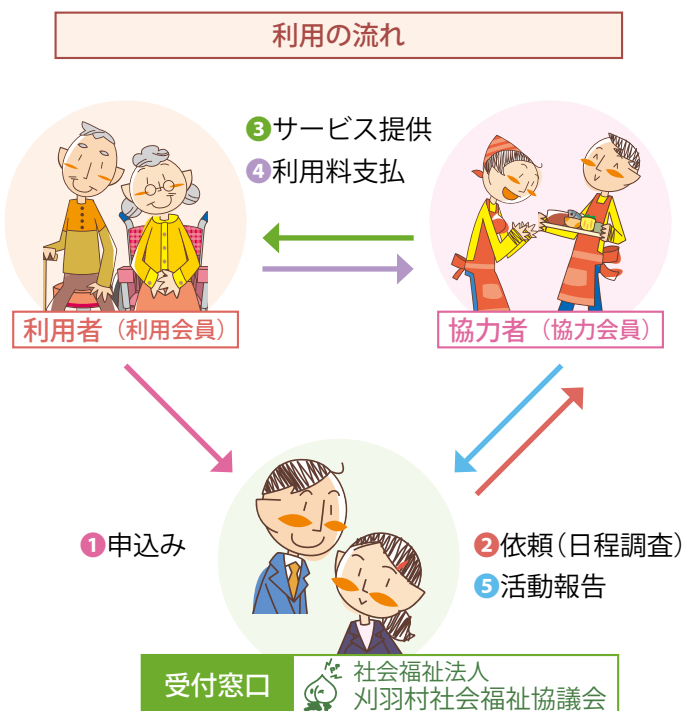 利用の流れ
❸サービス提供
❹利用料支払
利用者（利用会員）
協力者（協力会員）
❶申込み
❷依頼（日程調査）
❺活動報告
受付窓口
社会福祉法人
刈羽村社会福祉協議会